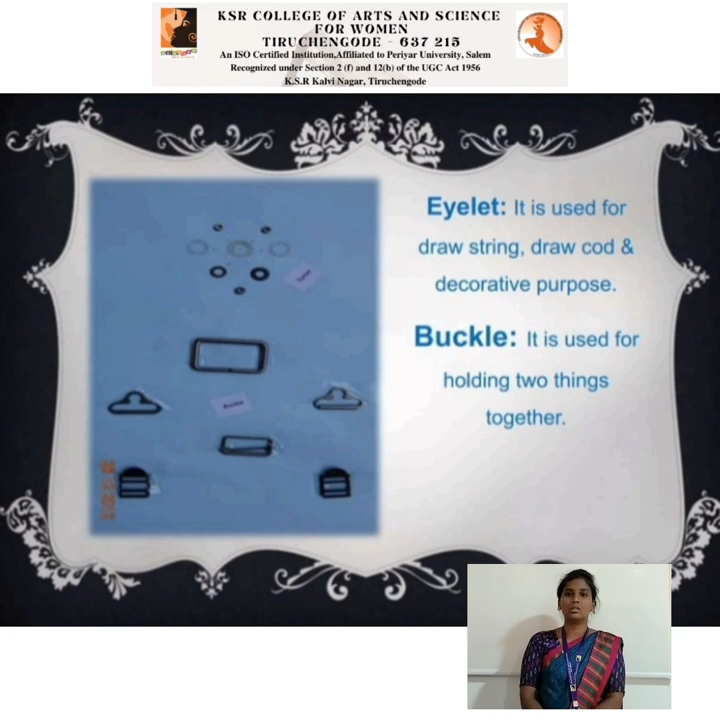 KSR COLLEGE OF ARTS AND SCIENCE
FOR WOMEN
TIRUCHENGODE - 637 215
An ISO Certified Institution,Affiliated to Periyar University, Salem
Recognized under Section 2 (f) and 12(b) of the UGC Act 1956
K.S.R Kalvi Nagar, Tiruchengode
Eyelet: It is used for
draw string, draw cod &
decorative purpose.
Buckle: It is used for
holding two things
together.
Eyelet
Buckle